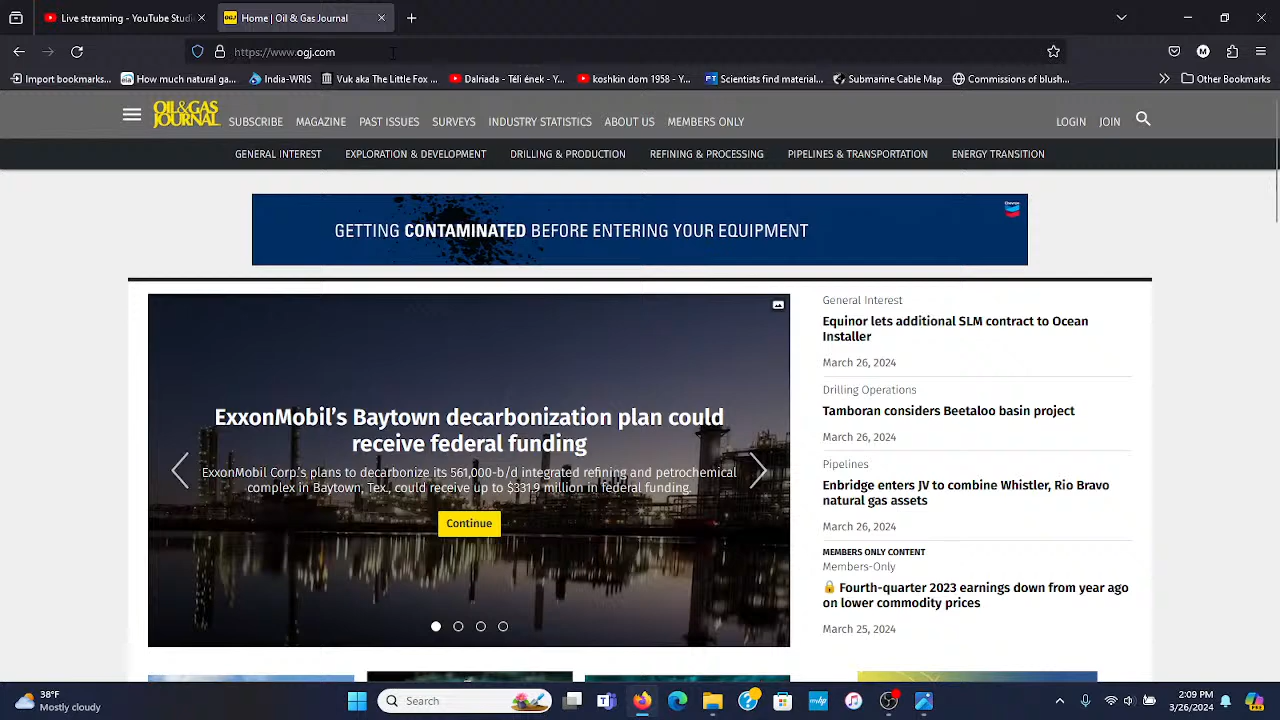 Live streaming - YouTube Studi
OGJ Home | Oil & GasJournal
https://www.ogj.com
M
Import bookmarks...
eia How much natural ga...
India-WRIS
Vuk aka The Little Fox ...
Dalriada - Téli ének - Y...
koshkin dom 1958 - Y...
Scientists find material...
Submarine Cable Map
Commissions of blush...
Other Bookmarks
OIL&GAS
JOURNAL
SUBSCRIBE MAGAZINE PAST ISSUES SURVEYS INDUSTRY STATISTICS ABOUT US MEMBERS ONLY LOGIN JOIN
GENERAL INTEREST EXPLORATION & DEVELOPMENT DRILLING & PRODUCTION REFINING & PROCESSING PIPELINES & TRANSPORTATION ENERGY TRANSITION
GETTING CONTAMINATED BEFORE ENTERING YOUR EQUIPMENT
Chevron
ExxonMobil's Baytown decarbonization plan could
receive federal funding
ExxonMobil Corp.'s plans to decarbonize its 561,000-b/d integrated refining and petrochemical
complex in Baytown, Tex., could receive up to $331.9 million in federal funding.
Continue
General Interest
Equinor lets additional SLM contract to Ocean
Installer
March 26, 2024
Drilling Operations
Tamboran considers Beetaloo basin project
March 26, 2024
Pipelines
Enbridge enters JV to combine Whistler, Rio Bravo
natural gas assets
March 26, 2024
MEMBERS ONLY CONTENT
Members-Only
Fourth-quarter 2023 earnings down from year ago
on lower commodity prices
March 25, 2024
38°F
Mostly cloudy
Search
2:09 PM
3/26/2024